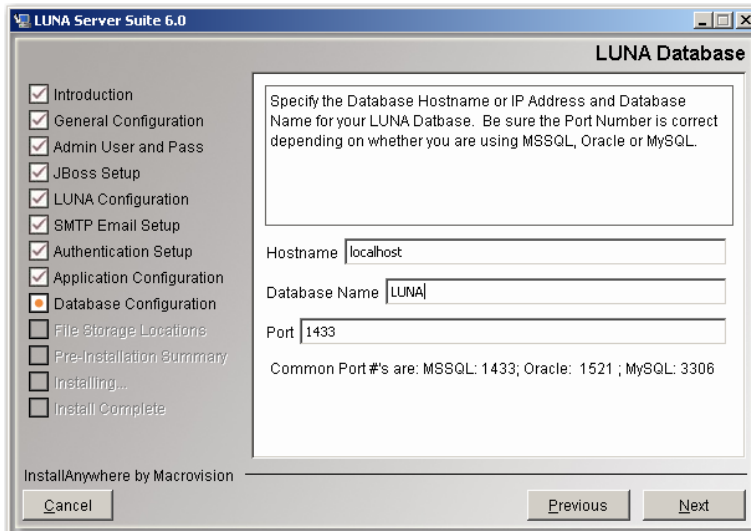 LUNA Server Suite 6.0
LUNA Database
Introduction
General Configuration
Admin User and Pass
JBoss Setup
LUNA Configuration
SMTP Email Setup
Authentication Setup
Application Configuration
Database Configuration
File Storage Locations
Pre-Installation Summary
Installing...
Install Complete
Specify the Database Hostname or IP Address and Database
Name for your LUNA Datbase. Be sure the Port Number is correct
depending on whether you are using MSSQL, Oracle or MySQL.
Hostname localhost
Database Name LUNA
Port 1433
Common Port #'s are: MSSQL: 1433; Oracle: 1521 ; MySQL: 3306
InstallAnywhere by Macrovision
Cancel
Previous
Next